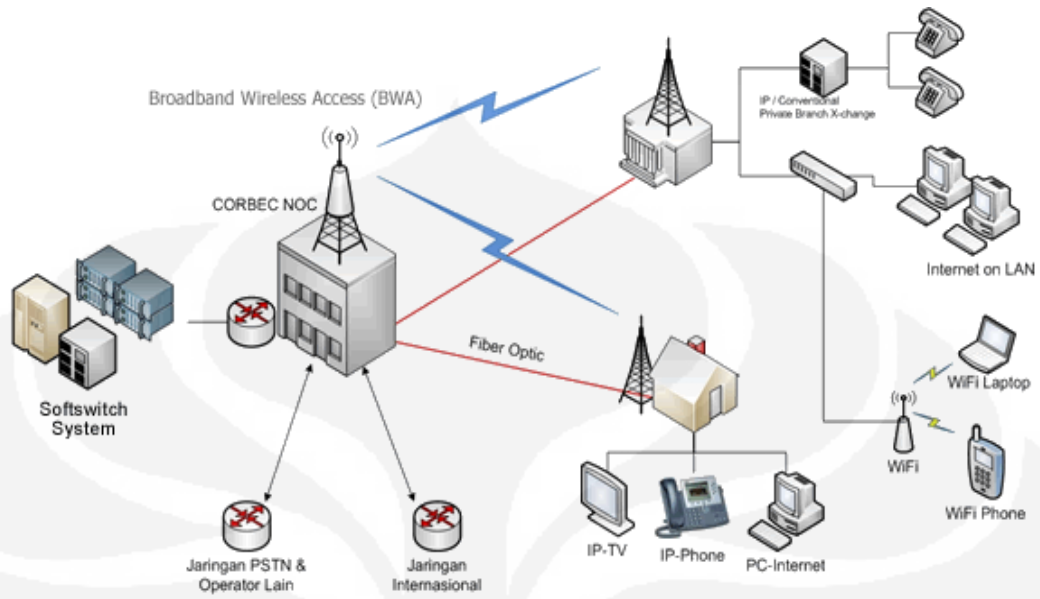 Broadband Wireless Access (BWA)
CORBEC NOC
IP / Conventional
Private Branch X-change
Internet on LAN
Softswitch
System
Fiber Optic
WiFi Laptop
WiFi
WiFi Phone
IP-TV
IP-Phone
PC-Internet
Jaringan PSTN &
Operator Lain
Jaringan
Internasional